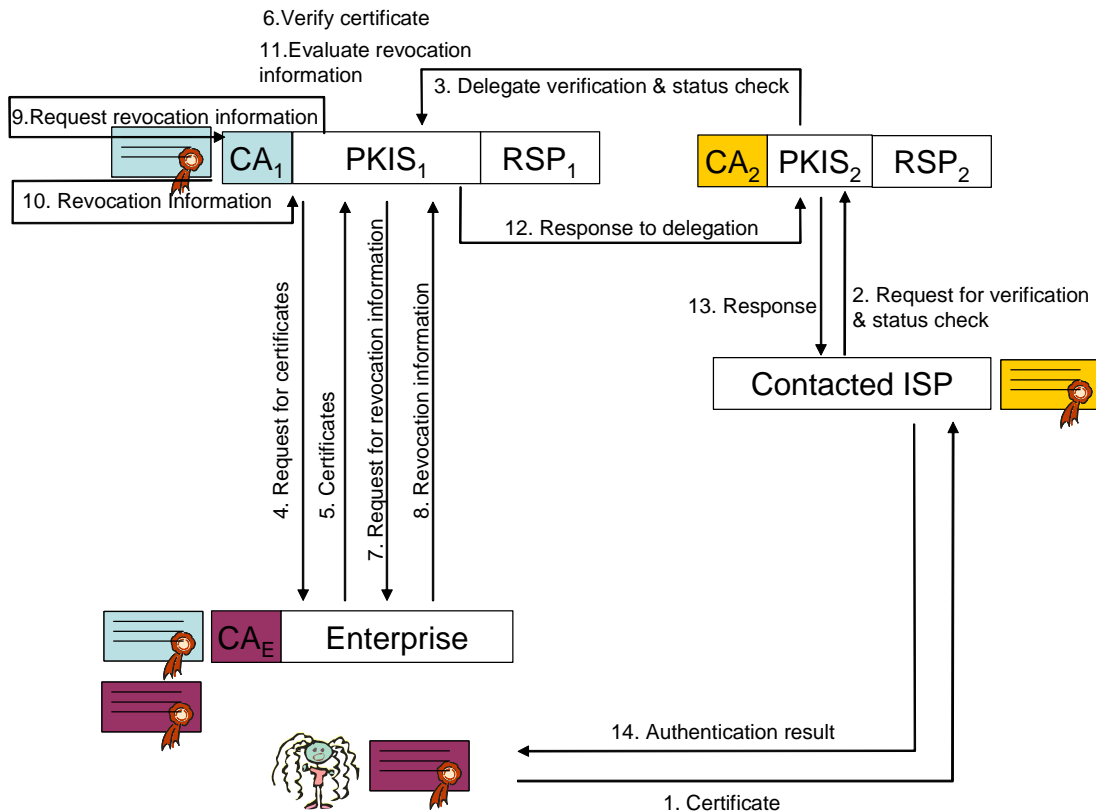 6.Verify certificate
11.Evaluate revocation
information
3. Delegate verification & status check
9.Request revocation information
CA1 PKIS1 RSP1
CA2 PKIS2 RSP2
10. Revocation Information
12. Response to delegation
13. Response
2. Request for verification
& status check
Contacted ISP
4. Request for certificates
5. Certificates
7. Request for revocation information
8. Revocation information
CAE Enterprise
14. Authentication result
1. Certificate